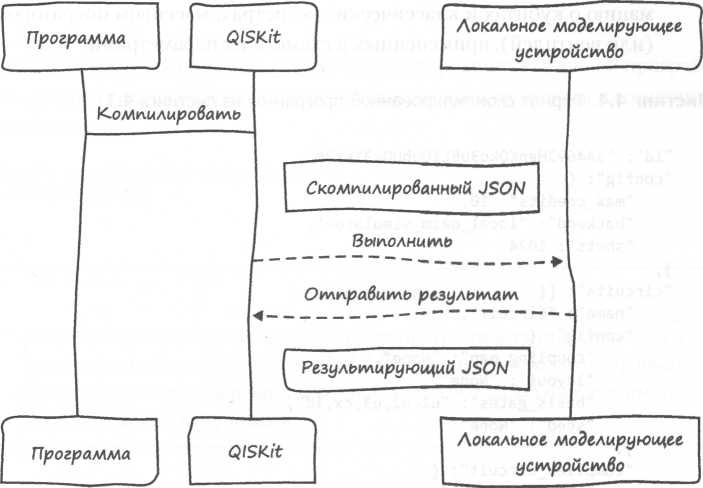 Программа
QISKit
Локальное моделирующее
устройство
Компилировать
Скомпилированный JSON
Выполнить
Отправить результат
Результирующий JSON
Программа
QISKit
Локальное моделирующее
устройство